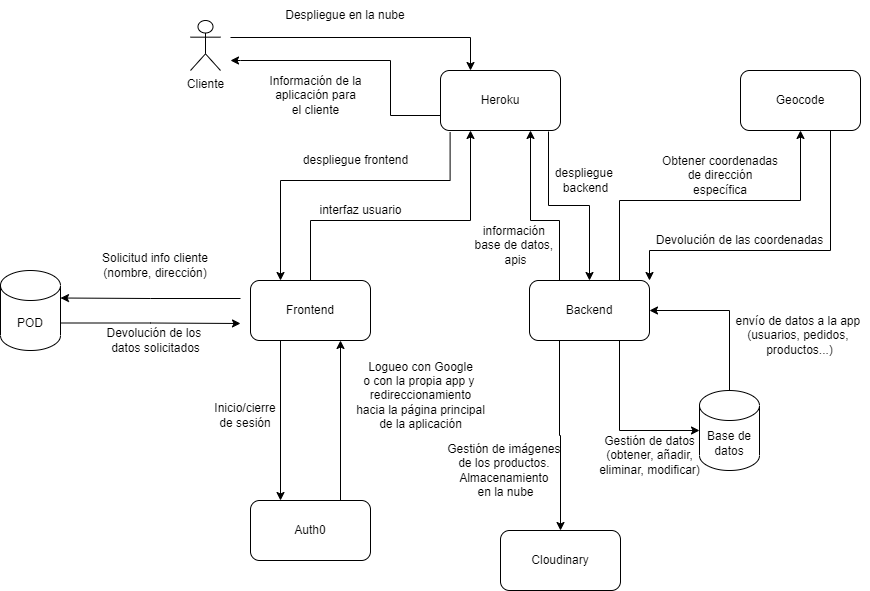 Despliegue en la nube
Cliente
Información de la
aplicación para
el cliente
Heroku
Geocode
despliegue frontend
interfaz usuario
despliegue
backend
Obtener coordenadas
de dirección
específica
información
base de datos,
apis
Devolución de las coordenadas
Solicitud info cliente
(nombre, dirección)
POD
Devolución de los
datos solicitados
Frontend
Backend
envío de datos a la app
(usuarios, pedidos,
productos...)
Inicio/cierre
de sesión
Logueo con Google
o con la propia app y
redireccionamiento
hacia la página principal
de la aplicación
Gestión de imágenes
de los productos.
Almacenamiento
en la nube
Gestión de datos
(obtener, añadir,
eliminar, modificar)
Base de
datos
Auth0
Cloudinary